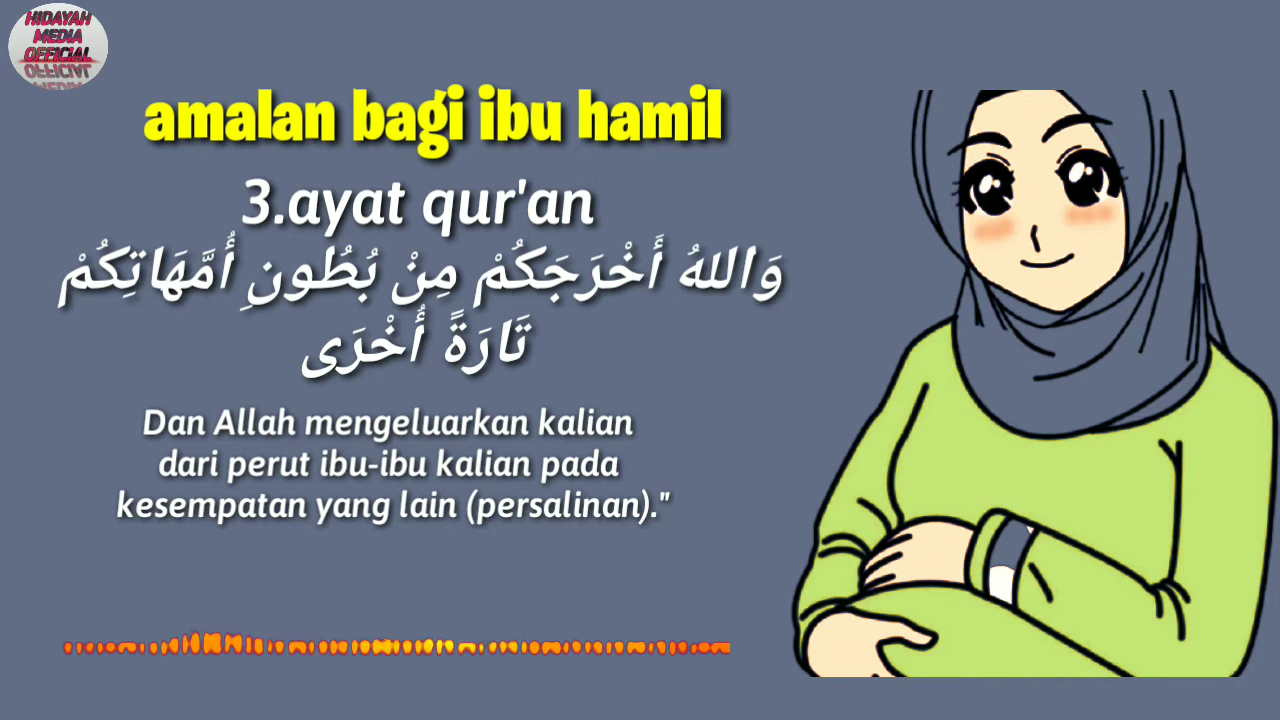 HIDAYAH
MEDIA
OFFICIAL
amalan bagi ibu hamil
3.ayat qur'an
وَاللهُ أَخْرَجَكُمْ مِنْ بُطُونِ أُمَّهَاتِكُمْ
تَارَةً أُخْرَى
Dan Allah mengeluarkan kalian
dari perut ibu-ibu kalian pada
kesempatan yang lain (persalinan)."